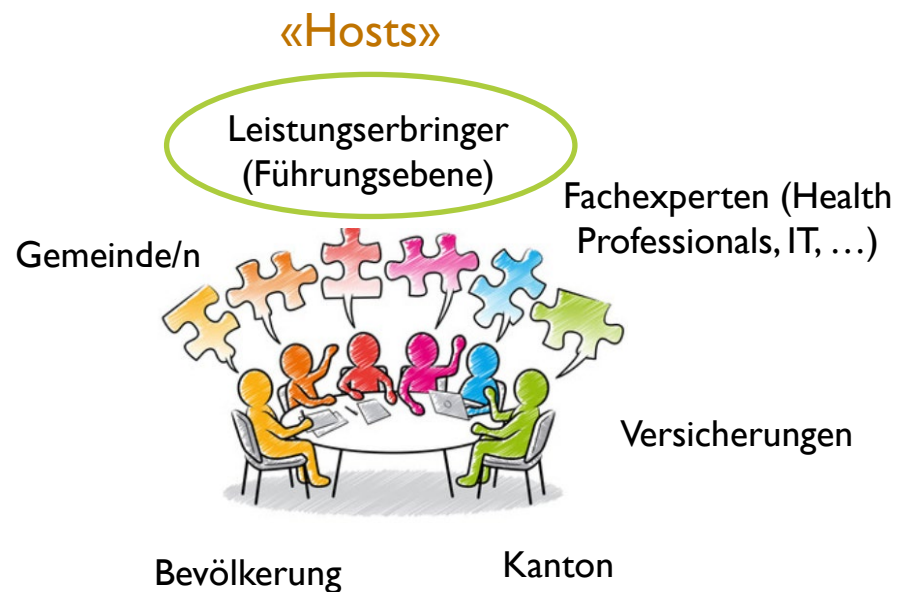 «Hosts»
Leistungserbringer
(Führungsebene)
Fachexperten (Health
Professionals, IT, …)
Gemeinde/n
Versicherungen
Bevölkerung
Kanton